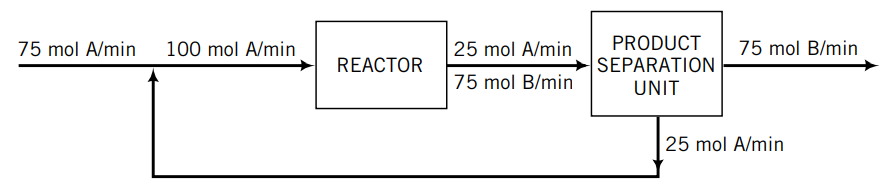 75 mol A/min
100 mol A/min
REACTOR
25 mol A/min
75 mol B/min
PRODUCT
SEPARATION
UNIT
75 mol B/min
25 mol A/min